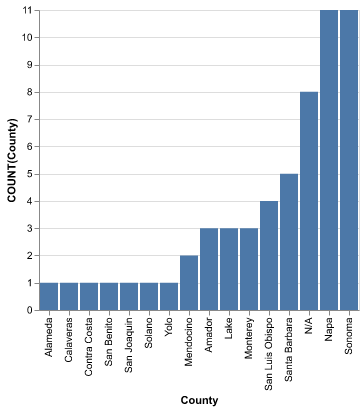 11
10
9
8
7
6
5
4
3
2
1
0
COUNT(County)
Alameda
Calaveras
Contra Costa
San Benito
San Joaquin
Solano
Yolo
Mendocino
Amador
Lake
Monterey
San Luis Obispo
Santa Barbara
N/A
Napa
Sonoma
County